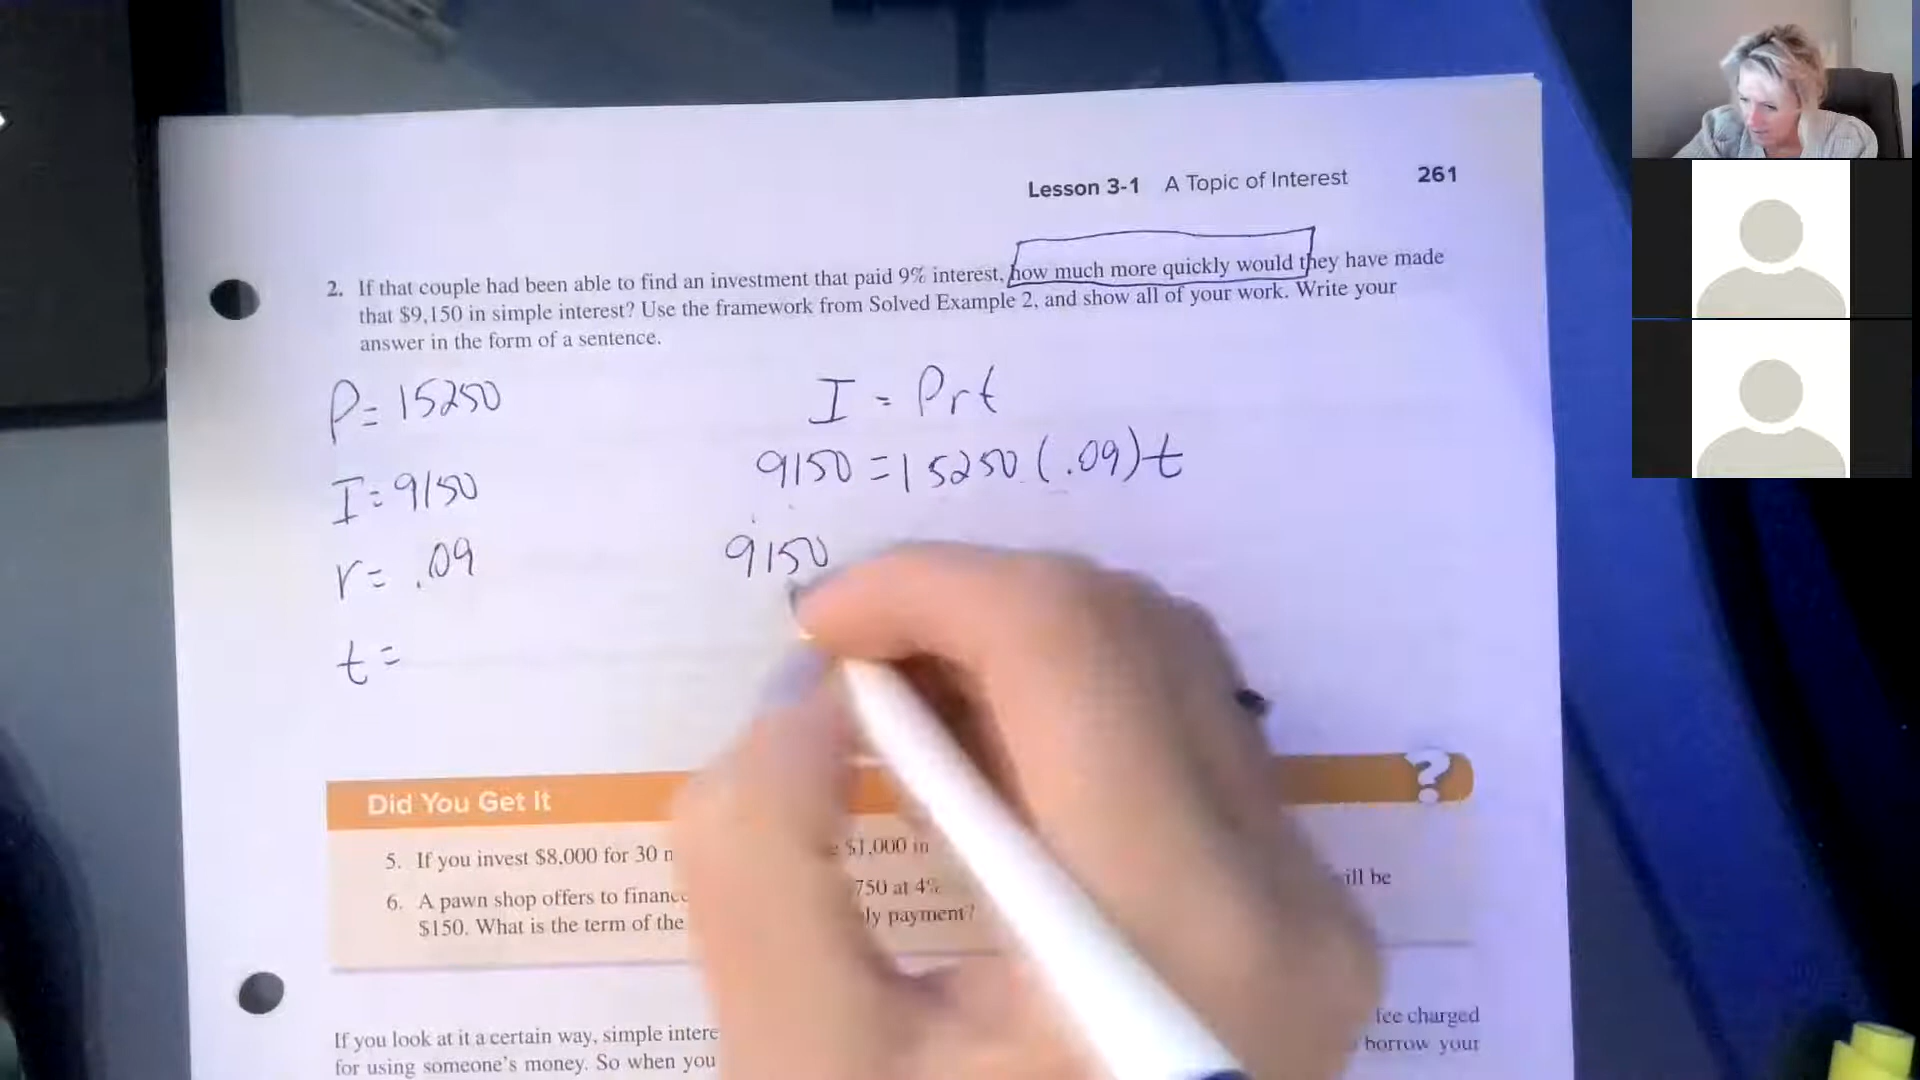 Lesson 3-1 A Topic of Interest 261
2. If that couple had been able to find an investment that paid 9% interest, how much more quickly would they have made
that $9,150 in simple interest? Use the framework from Solved Example 2, and show all of your work. Write your
answer in the form of a sentence.
P = 15250
I = 9150
r = .09
t =
I = Prt
9150 = 15250 (.09) t
9150
Did You Get It
?
5. If you invest $8,000 for 30 $1,000 in
ill be
6. A pawn shop offers to 750 at 4%
$150. What is the term of the ly payment?
If you look at it a certain way, simple fee charged
for using someone's money. So when you borrow your